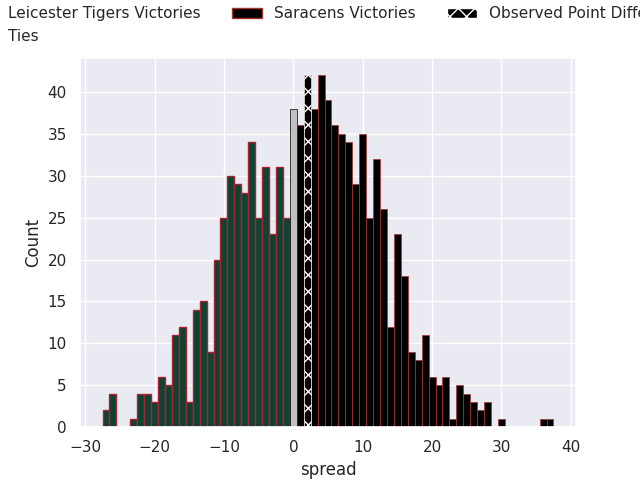 Leicester Tigers Victories Saracens Victories Observed Point Diffe
Ties
40
35
30
25
20
15
10
5
0
Count
−30 −20 −10 0 10 20 30 40
spread